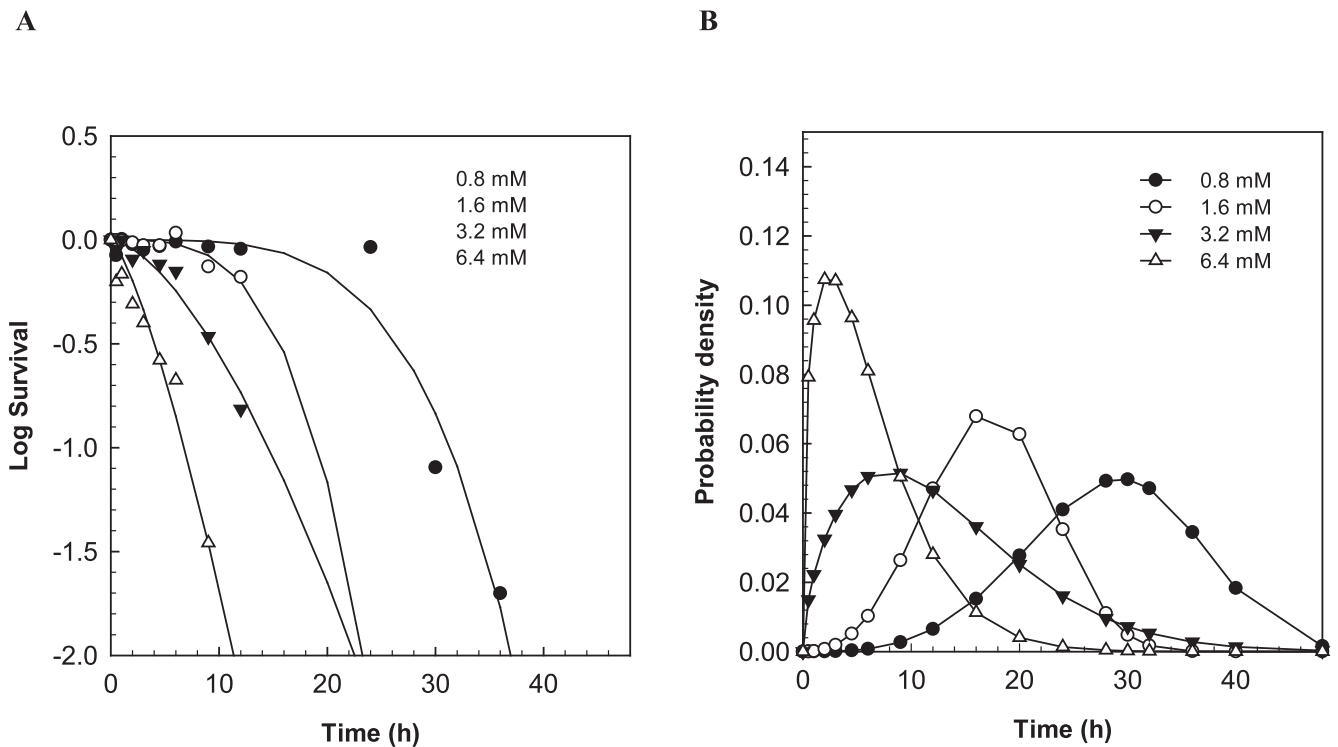 A
B
0.5
0.0
-0.5
-1.0
-1.5
-2.0
Log Survival
0 10 20 30 40
Time (h)
0.8 mM
1.6 mM
3.2 mM
6.4 mM
0.14
0.12
0.10
0.08
0.06
0.04
0.02
0.00
Probability density
0 10 20 30 40
Time (h)
0.8 mM
1.6 mM
3.2 mM
6.4 mM